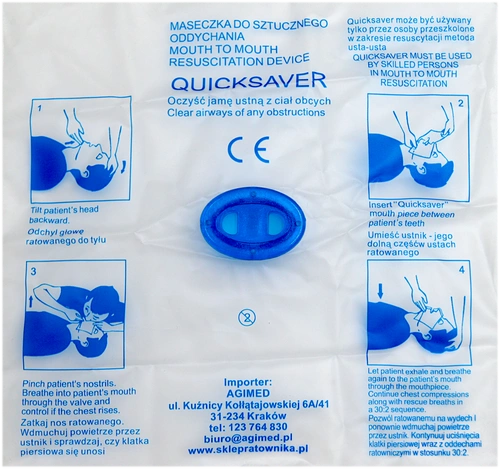 MASECZKA DO SZTUCZNEGO
ODDYCHANIA
MOUTH TO MOUTH
RESUSCITATION DEVICE
QUICKSAVER
Oczyść jamę ustną z ciał obcych
Clear airways of any obstructions
CE
Quicksaver może być używany
tylko przez osoby przeszkolone
w zakresie resuscytacji metoda
usta-usta
QUICKSAVER MUST BE USED
BY SKILLED PERSONS
IN MOUTH TO MOUTH
RESUSCITATION
1
Tilt patient's head
backward.
Odchyl głowę
ratowanego do tyłu
2
Insert "Quicksaver"
mouth piece between
patient's teeth
Umieść ustnik - jego
dolną częścw ustach
ratowanego
3
Pinch patient's nostrils.
Breathe into patient's mouth
through the valve and
control if the chest rises.
Zatkaj nos ratowanego.
Wdmuchuj powietrze przez
ustnik i sprawdzaj, czy klatka
piersiowa się unosi
2
Importer:
AGIMED
ul. Kuźnicy Kołłątajowskiej 6A/41
31-234 Kraków
tel: 123 764 830
biuro@agimed.pl
www.sklepratownika.pl
4
Let patient exhale and breathe
again to the patient's mouth
through the mouthpiece.
Continue chest compressions
along with rescue breaths in
a 30:2 sequence.
Pozwól ratowanemu na wydech I
ponownie wdmuchuj powietrze
przez ustnik. Kontynuuj uciśnięcia
klatki piersiowej wraz z oddechami
ratowniczymi w stosunku 30:2.